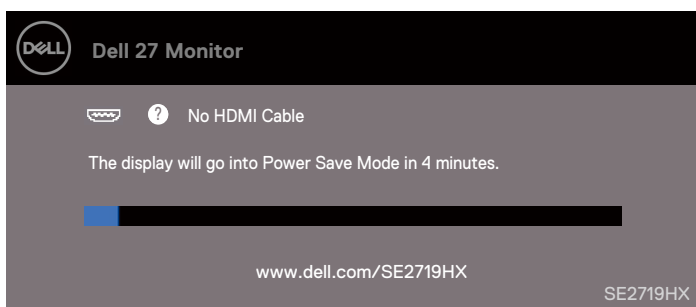 DELL
Dell 27 Monitor
? No HDMI Cable
The display will go into Power Save Mode in 4 minutes.
www.dell.com/SE2719HX
SE2719HX